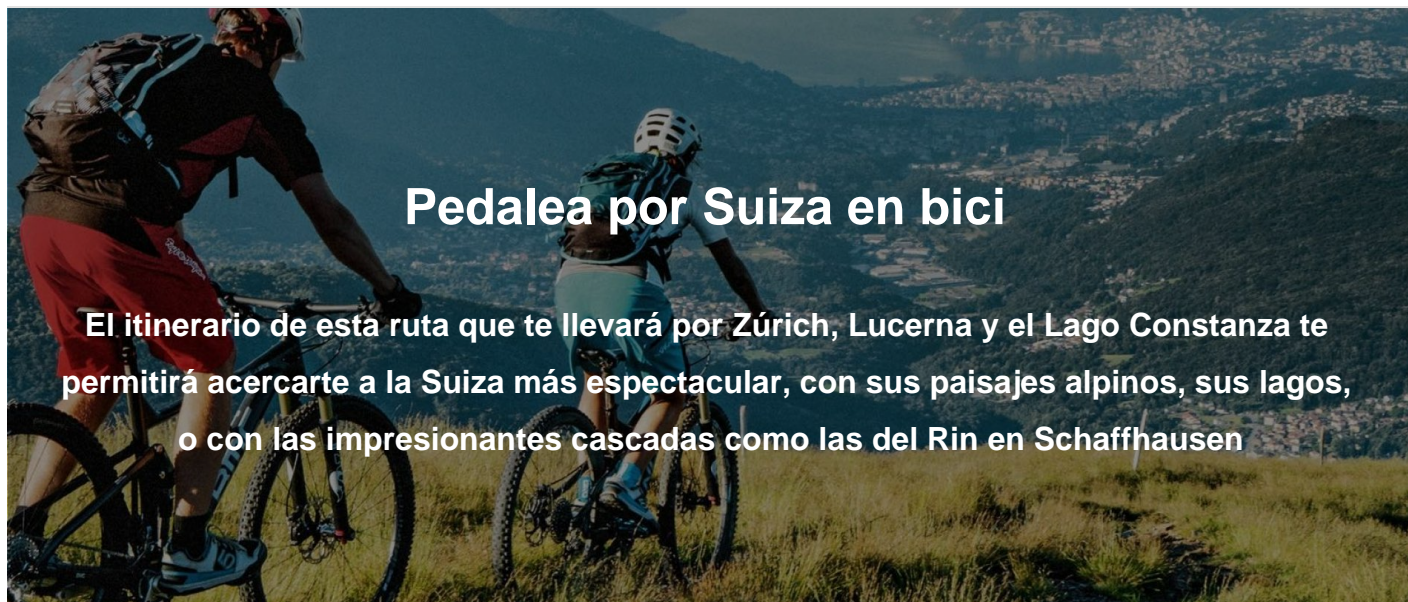 Pedalea por Suiza en bici
El itinerario de esta ruta que te llevará por Zúrich, Lucerna y el Lago Constanza te
permitirá acercarte a la Suiza más espectacular, con sus paisajes alpinos, sus lagos,
o con las impresionantes cascadas como las del Rin en Schaffhausen